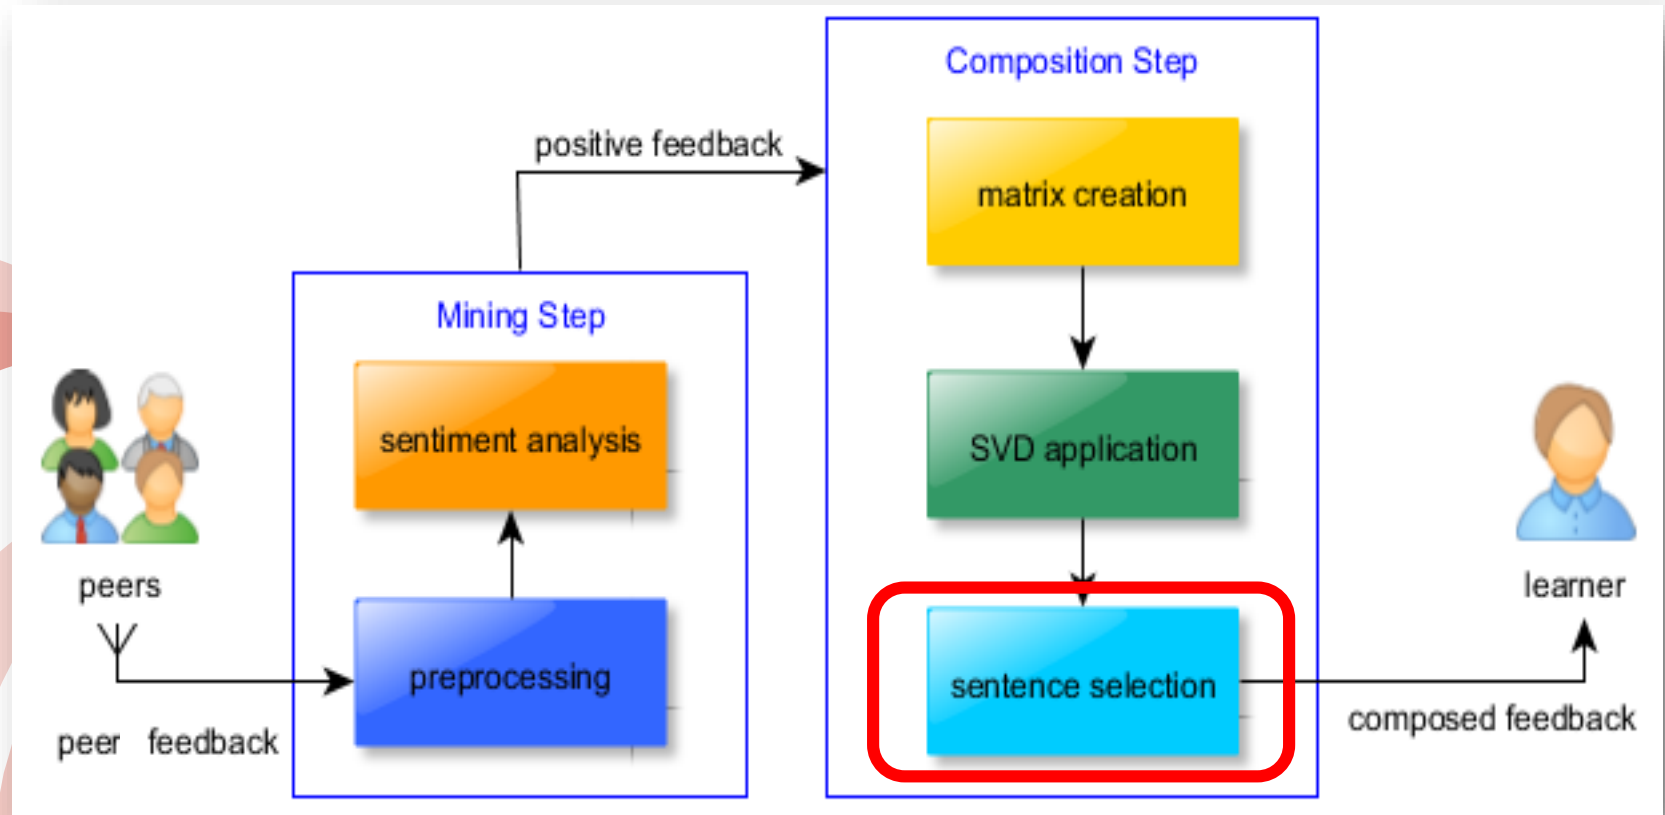 Composition Step
positive feedback
matrix creation
Mining Step
sentiment analysis
SVD application
peers
learner
preprocessing
sentence selection
peer feedback
composed feedback